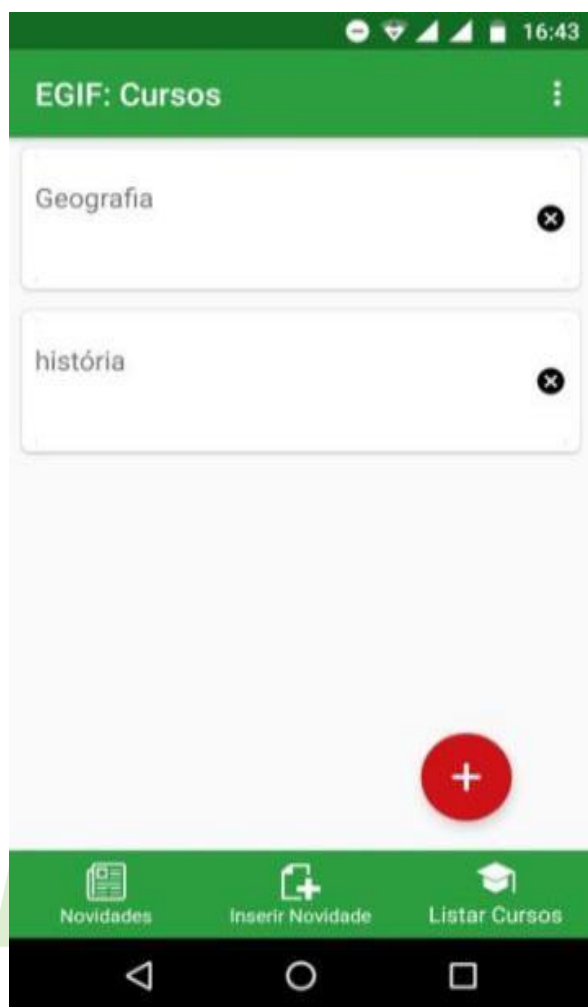 16:43
EGIF: Cursos
Geografia
história
Novidades Inserir Novidade Listar Cursos